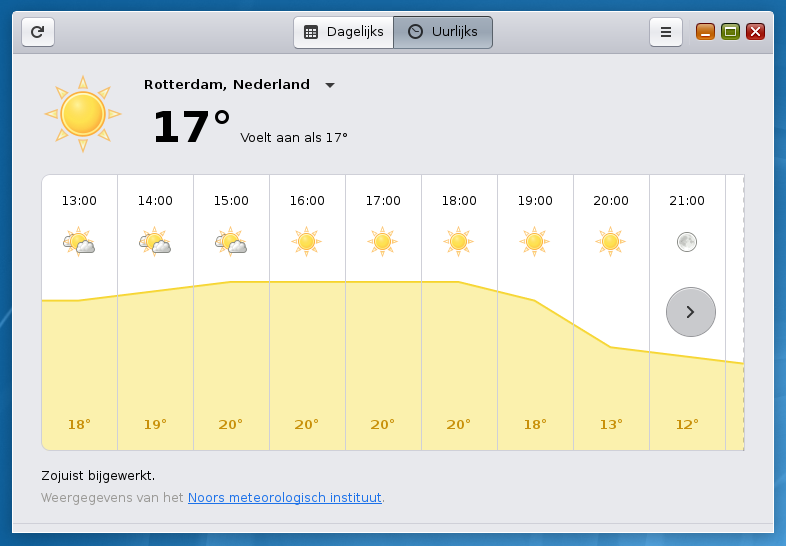 Dagelijks Uurlijks
Rotterdam, Nederland
17° Voelt aan als 17°
13:00 14:00 15:00 16:00 17:00 18:00 19:00 20:00 21:00
18° 19° 20° 20° 20° 20° 18° 13° 12°
Zojuist bijgewerkt.
Weergegevens van het Noors meteorologisch instituut.